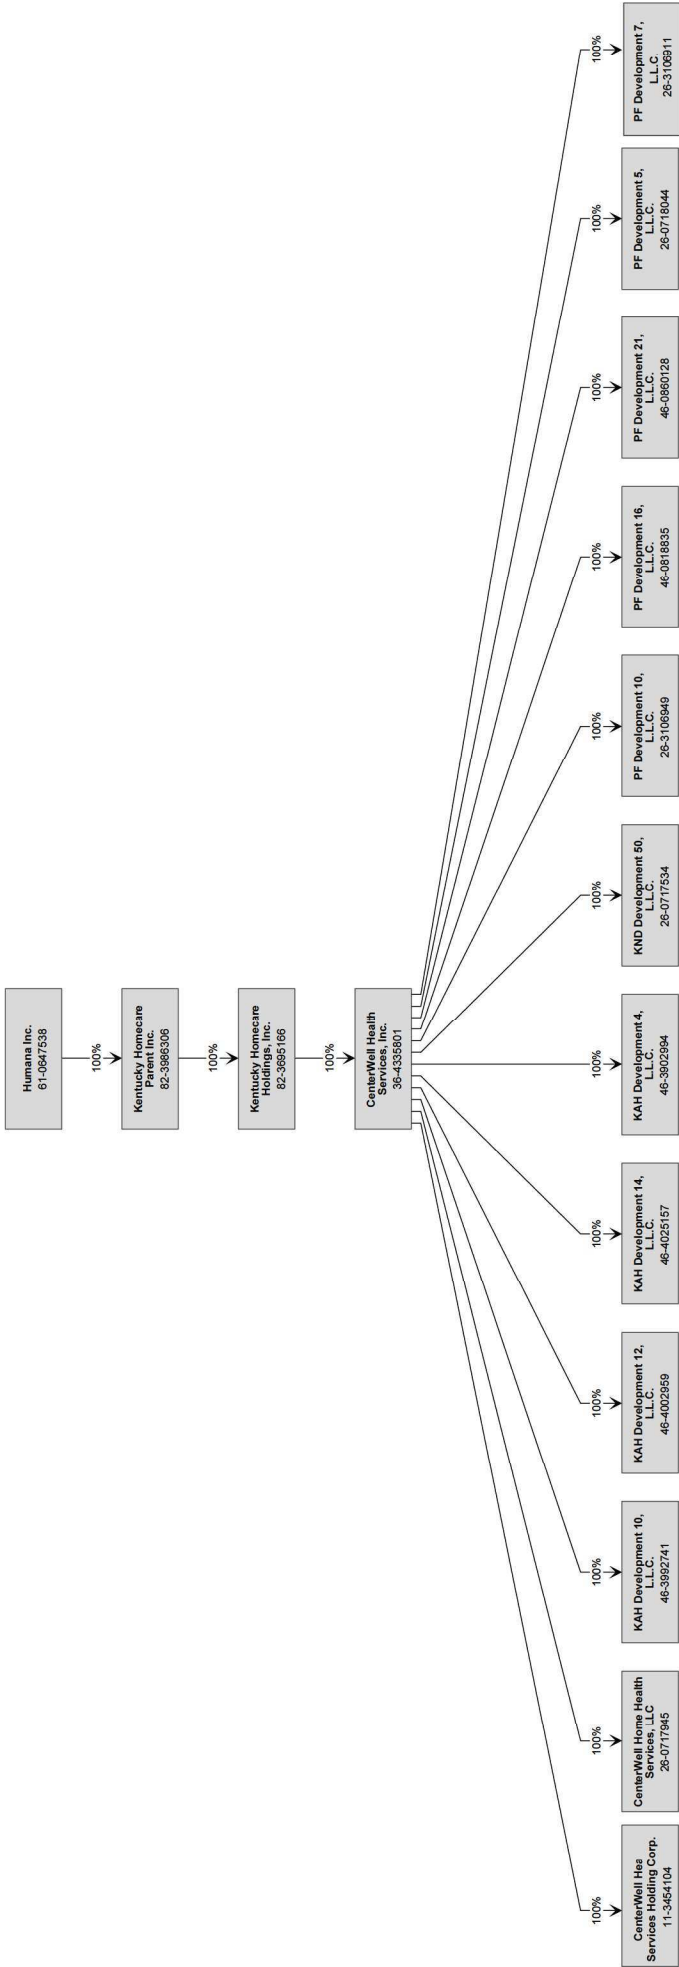 Humana Inc.
61-0647538
100%
Kentucky Homecare
Parent Inc.
82-3986306
100%
Kentucky Homecare
Holdings, Inc.
82-3695166
100%
CenterWell Health
Services, Inc.
36-4335801
100%
100%
100%
100%
100%
100%
100%
100%
100%
100%
100%
100%
CenterWell Hea
Services Holding Corp.
11-3454104
CenterWell Home Health
Services, LLC
26-0717945
KAH Development 10,
L.L.C.
46-3992741
KAH Development 12,
L.L.C.
46-4002959
KAH Development 14,
L.L.C.
46-4025157
KAH Development 4,
L.L.C.
46-3902994
KND Development 50,
L.L.C.
26-0717534
PF Development 10,
L.L.C.
26-3106949
PF Development 16,
L.L.C.
46-0818835
PF Development 21,
L.L.C.
46-0860128
PF Development 5,
L.L.C.
26-0718044
PF Development 7,
L.L.C.
26-3106911